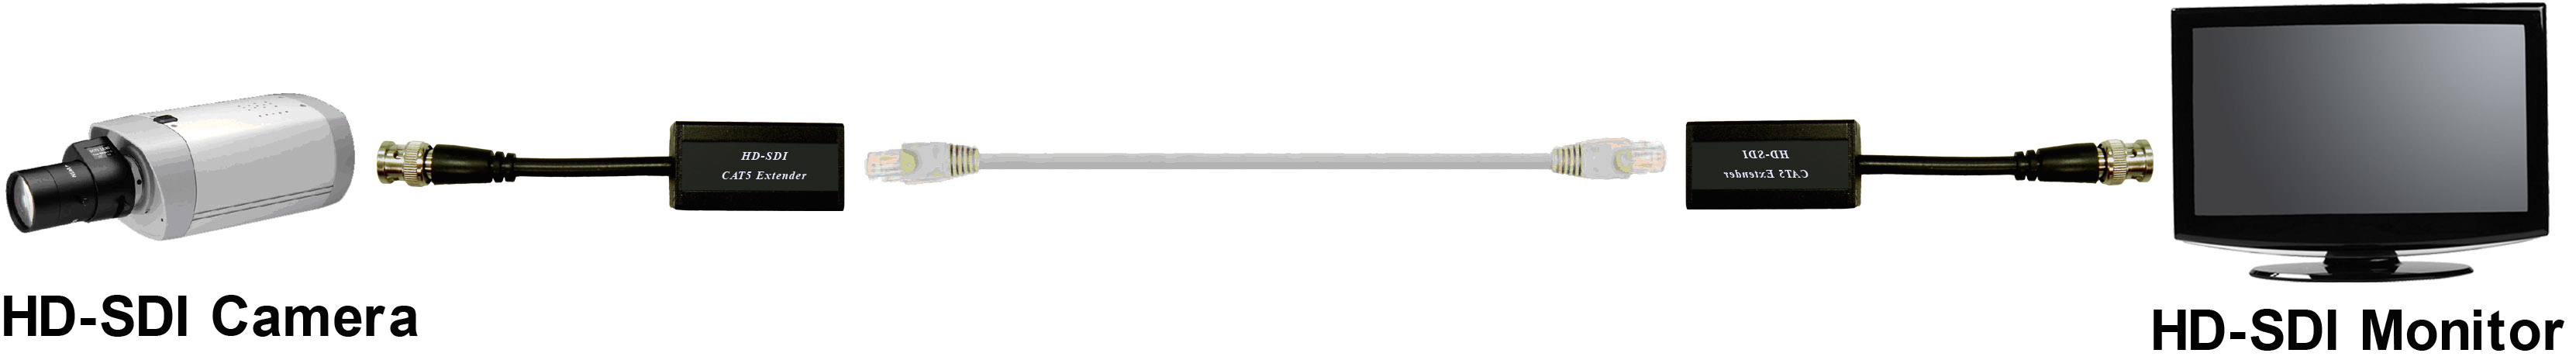 HD-SDI
CAT5 Extender
HD-SDI
CAT5 Extender
HD-SDI Camera
HD-SDI Monitor